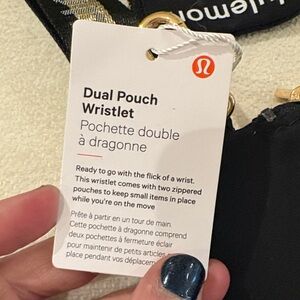 lulemon
Dual Pouch
Wristlet
Pochette double
à dragonne
Ready to go with the flick of a wrist.
This wristlet comes with two zippered
pouches to keep small items in place
while you're on the move
Prête à partir en un tour de main.
Cette pochette à dragonne comprend
deux pochettes à fermeture éclair
pour maintenir de petits articles
place pendant vos déplacem